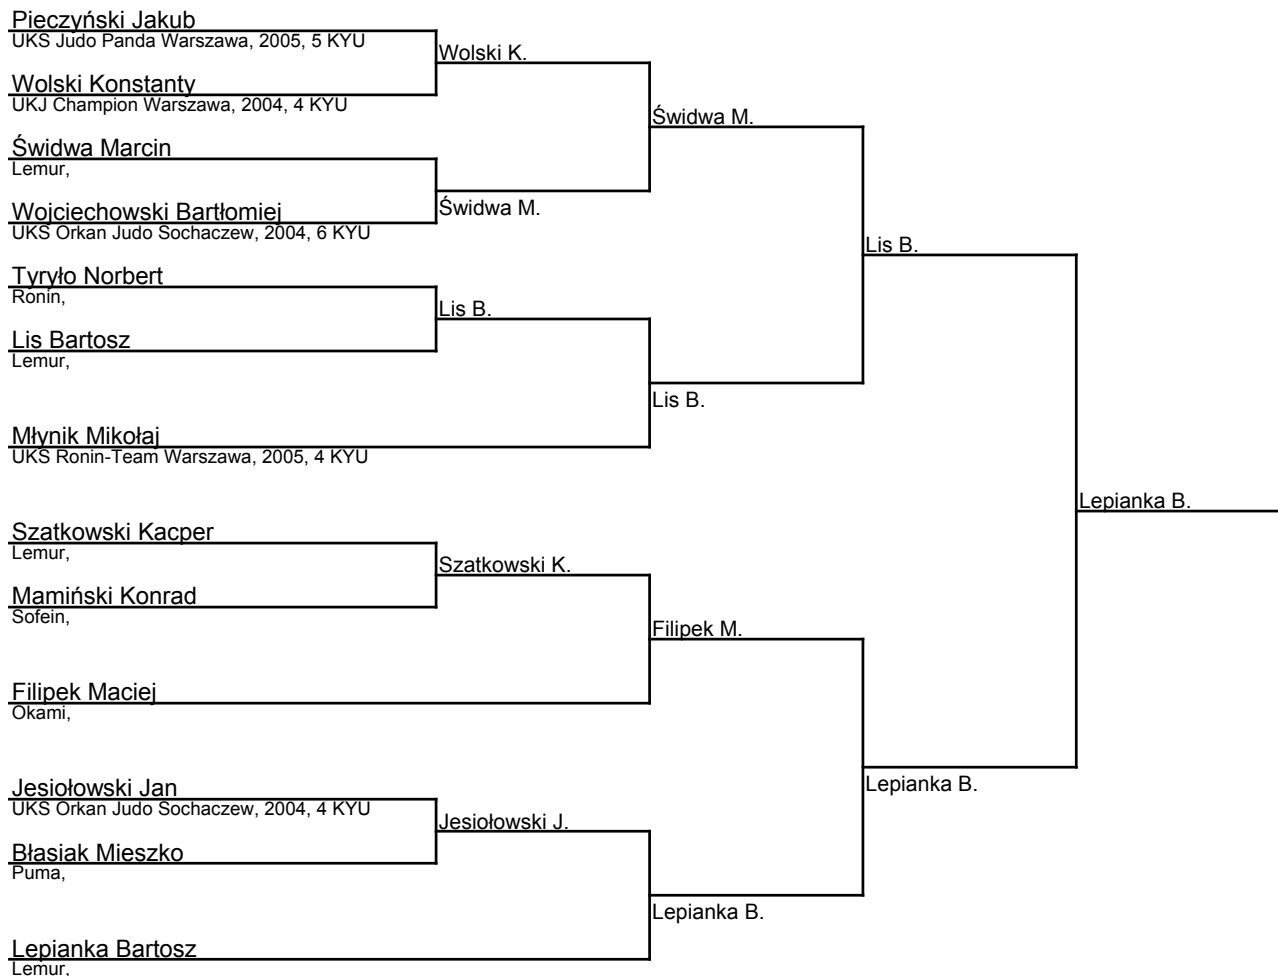 Pieczyński Jakub
UKS Judo Panda Warszawa, 2005, 5 KYU
Wolski K.
Wolski Konstanty
UKJ Champion Warszawa, 2004, 4 KYU
Świdwa M.
Świdwa Marcin
Lemur,
Wojciechowski Bartłomiej
UKS Orkan Judo Sochaczew, 2004, 6 KYU
Świdwa M.
Lis B.
Tyryło Norbert
Ronin,
Lis B.
Lis Bartosz
Lemur,
Lis B.
Młynik Mikołaj
UKS Ronin-Team Warszawa, 2005, 4 KYU
Lepianka B.
Szatkowski Kacper
Lemur,
Szatkowski K.
Mamiński Konrad
Sofein,
Filipek M.
Filipek Maciej
Okami,
Lepianka B.
Jesiołowski Jan
UKS Orkan Judo Sochaczew, 2004, 4 KYU
Jesiołowski J.
Błasiak Mieszko
Puma,
Lepianka B.
Lepianka Bartosz
Lemur,